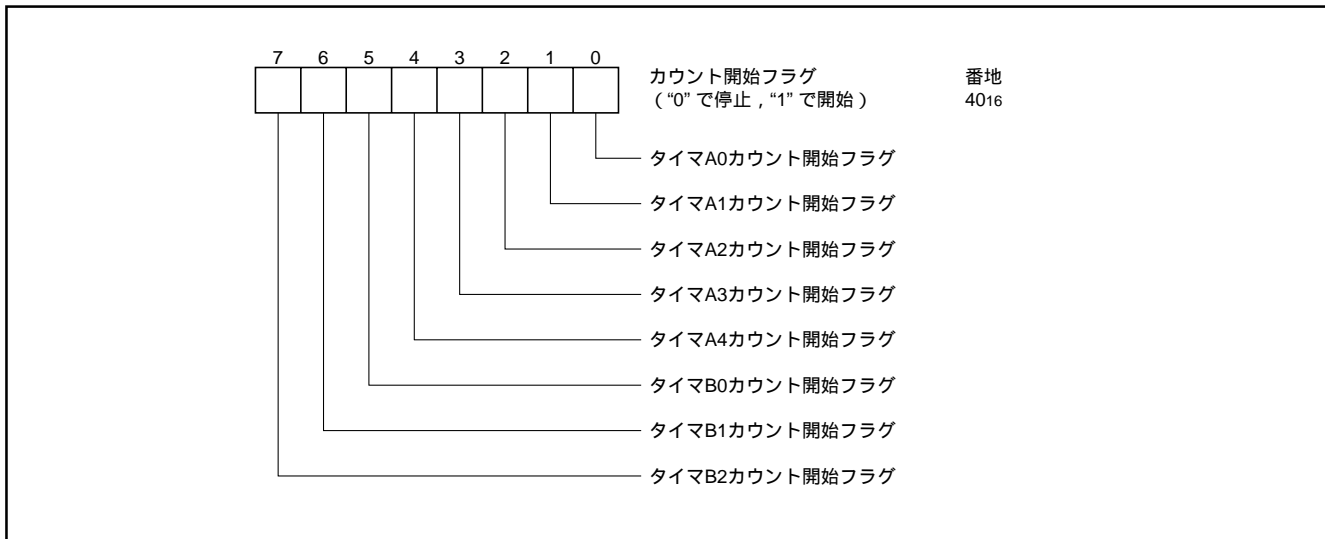 7 6 5 4 3 2 1 0
カウント開始フラグ 番地
（“0” で停止，“1” で開始） 4016
タイマA0カウント開始フラグ
タイマA1カウント開始フラグ
タイマA2カウント開始フラグ
タイマA3カウント開始フラグ
タイマA4カウント開始フラグ
タイマB0カウント開始フラグ
タイマB1カウント開始フラグ
タイマB2カウント開始フラグ